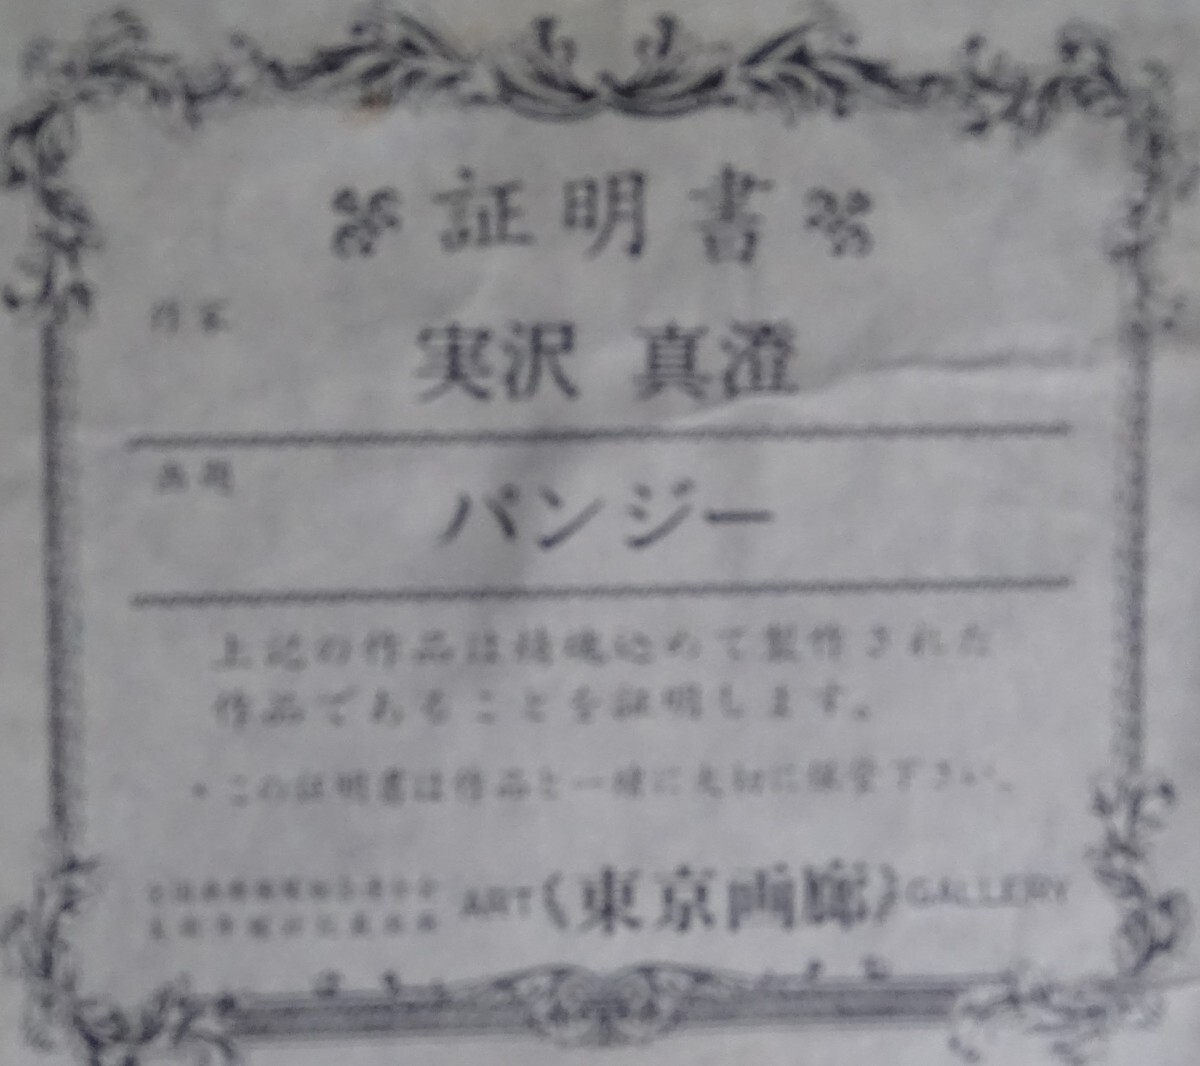 証明書
作家
実沢 真澄
画題
パンジー
上記の作品は精魂込めて製作された
作品であることを証明します。
・この証明書は作品と一緒に大切に保管下さい。
ART《東京画廊》GALLERY